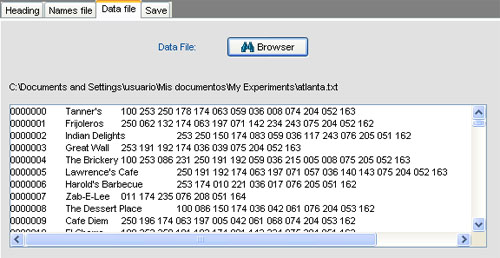 Heading Names file Data file Save
Data File: Browser
C:\Documents and Settings\usuario\Mis documentos\My Experiments\atlanta.txt
0000000 Tanner's 100 253 250 178 174 063 059 036 008 074 204 052 163
0000001 Frijoleros 250 062 132 174 063 197 071 142 234 243 075 204 052 162
0000002 Indian Delights 253 250 150 174 083 059 036 117 243 076 205 051 162
0000003 Great Wall 253 191 192 174 036 039 075 204 052 163
0000004 The Brickery 100 253 086 231 250 191 192 059 036 215 005 008 075 205 052 163
0000005 Lawrence's Cafe 250 191 192 174 063 197 071 057 036 140 143 075 204 052 163
0000006 Harold's Barbecue 253 174 010 221 036 017 076 205 051 161
0000007 Zab-E-Lee 011 174 235 076 208 051 164
0000008 The Dessert Place 100 086 150 174 036 042 061 076 204 053 162
0000009 Cafe Diem 250 196 174 063 197 005 042 061 068 074 204 053 162